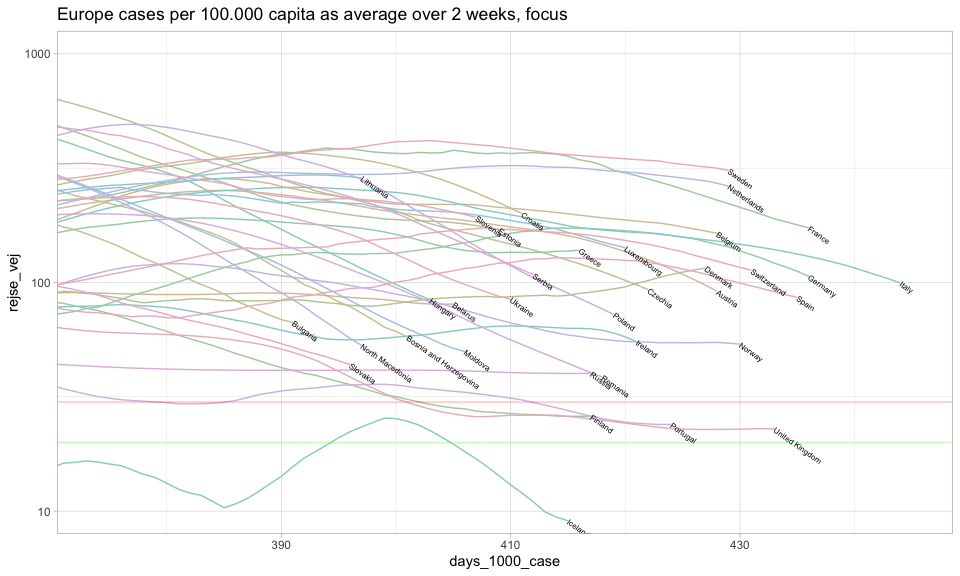 Europe cases per 100.000 capita as average over 2 weeks, focus
1000
Sweden
Lithuania
Netherlands
Croatia
Slovenia
Estonia
France
Belgium
Greece
Luxembourg
Denmark
Switzerland
Germany
Italy
rejse_vej
100
Serbia
Czechia
Austria
Spain
Hungary
Belarus
Ukraine
Poland
Bulgaria
North Macedonia
Bosnia and Herzegovina
Moldova
Ireland
Norway
Slovakia
Russia
Romania
Finland
Portugal
United Kingdom
10
Icelan
390
410
430
days_1000_case